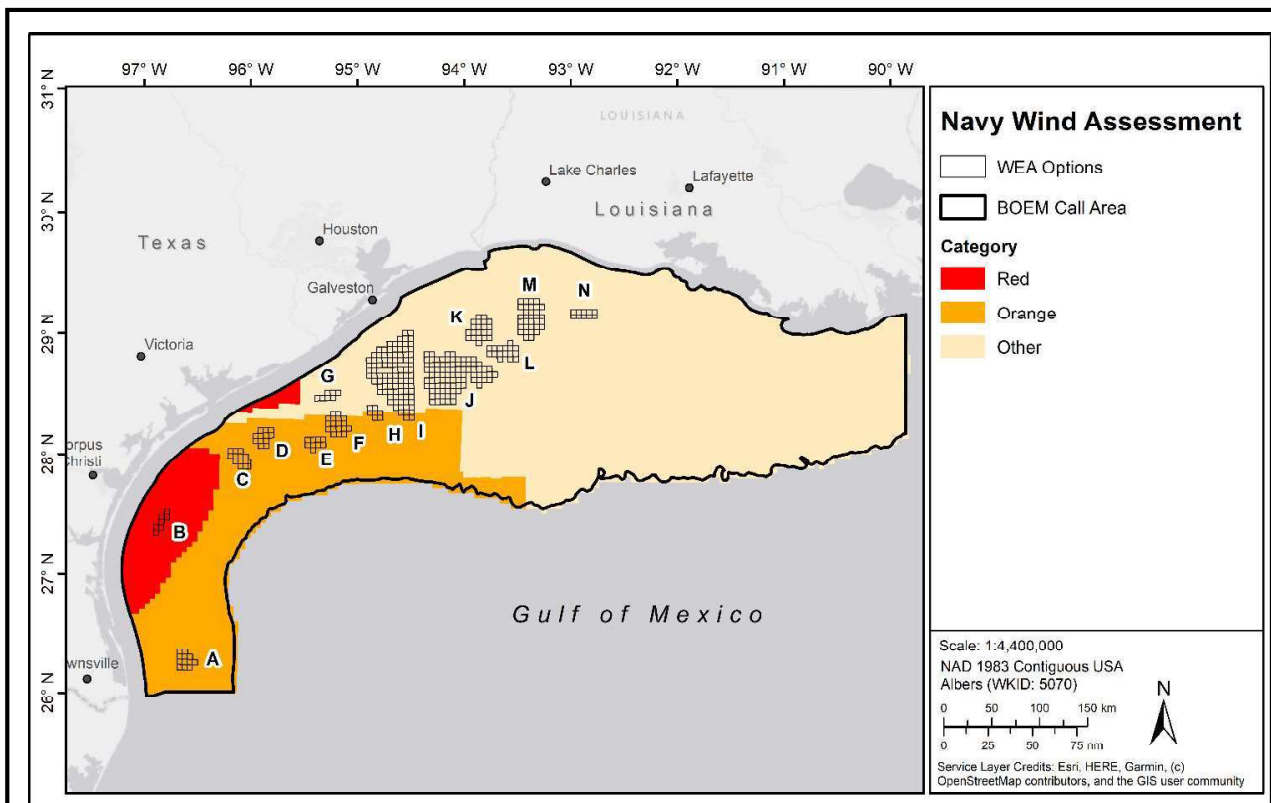 97° W 96° W 95° W 94° W 93° W 92° W 91° W 90° W
31° N
30° N
29° N
28° N
27° N
26° N
LOUISIANA
Lake Charles
Lafayette
Louisiana
Texas
Houston
Galveston
Victoria
orpus
Christi
wnsville
M
N
K
L
G
J
H
I
F
D
E
C
B
A
Gulf of Mexico
Navy Wind Assessment
WEA Options
BOEM Call Area
Category
Red
Orange
Other
Scale: 1:4,400,000
NAD 1983 Contiguous USA
Albers (WKID: 5070)
N
0 50 100 150 km
0 25 50 75 nm
Service Layer Credits: Esri, HERE, Garmin, (c)
OpenStreetMap contributors, and the GIS user community